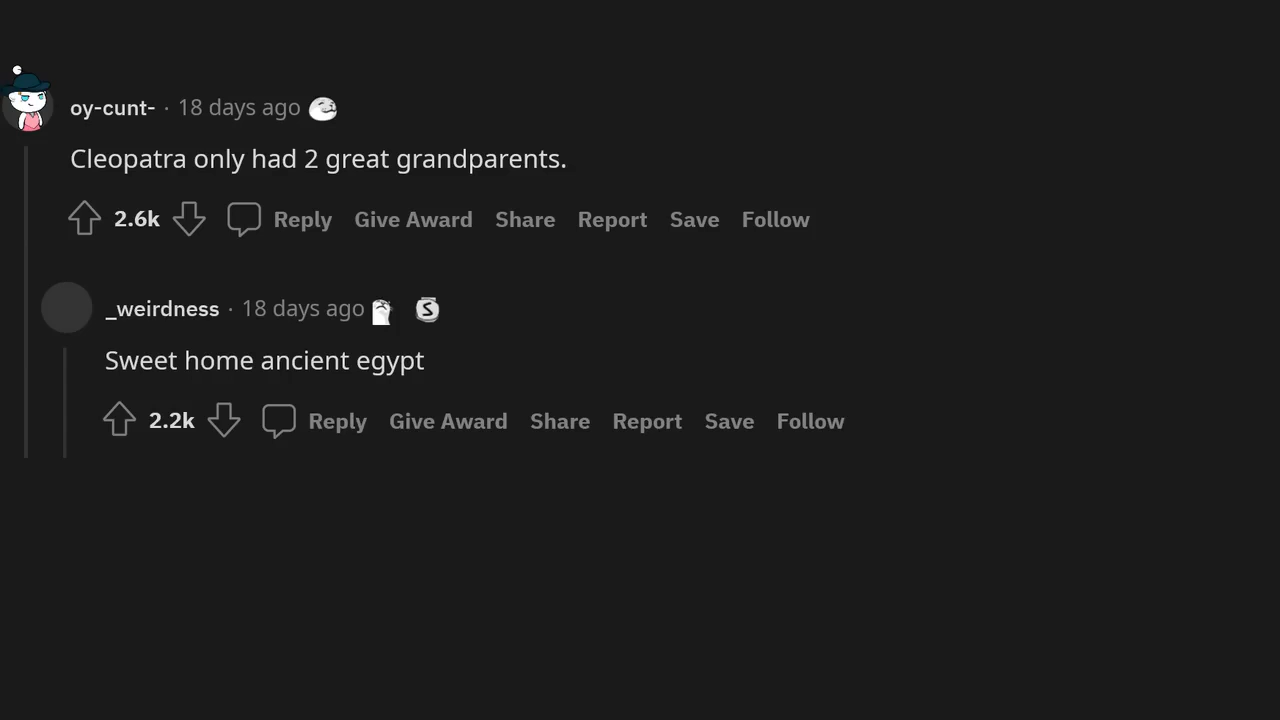 oy-cunt- · 18 days ago
Cleopatra only had 2 great grandparents.
2.6k Reply Give Award Share Report Save Follow
_weirdness · 18 days ago S
Sweet home ancient egypt
2.2k Reply Give Award Share Report Save Follow